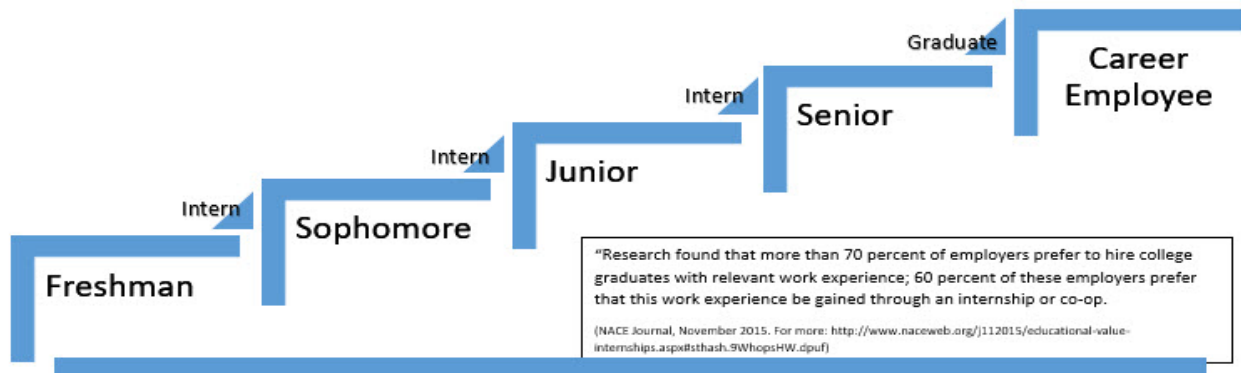 Freshman
Intern
Sophomore
Intern
Junior
Intern
Senior
Graduate
Career
Employee
“Research found that more than 70 percent of employers prefer to hire college
graduates with relevant work experience; 60 percent of these employers prefer
that this work experience be gained through an internship or co-op.
(NACE Journal, November 2015. For more: http://www.naceweb.org/j112015/educational-value-
internships.aspx#sthash.9WhopsHW.dpuf)